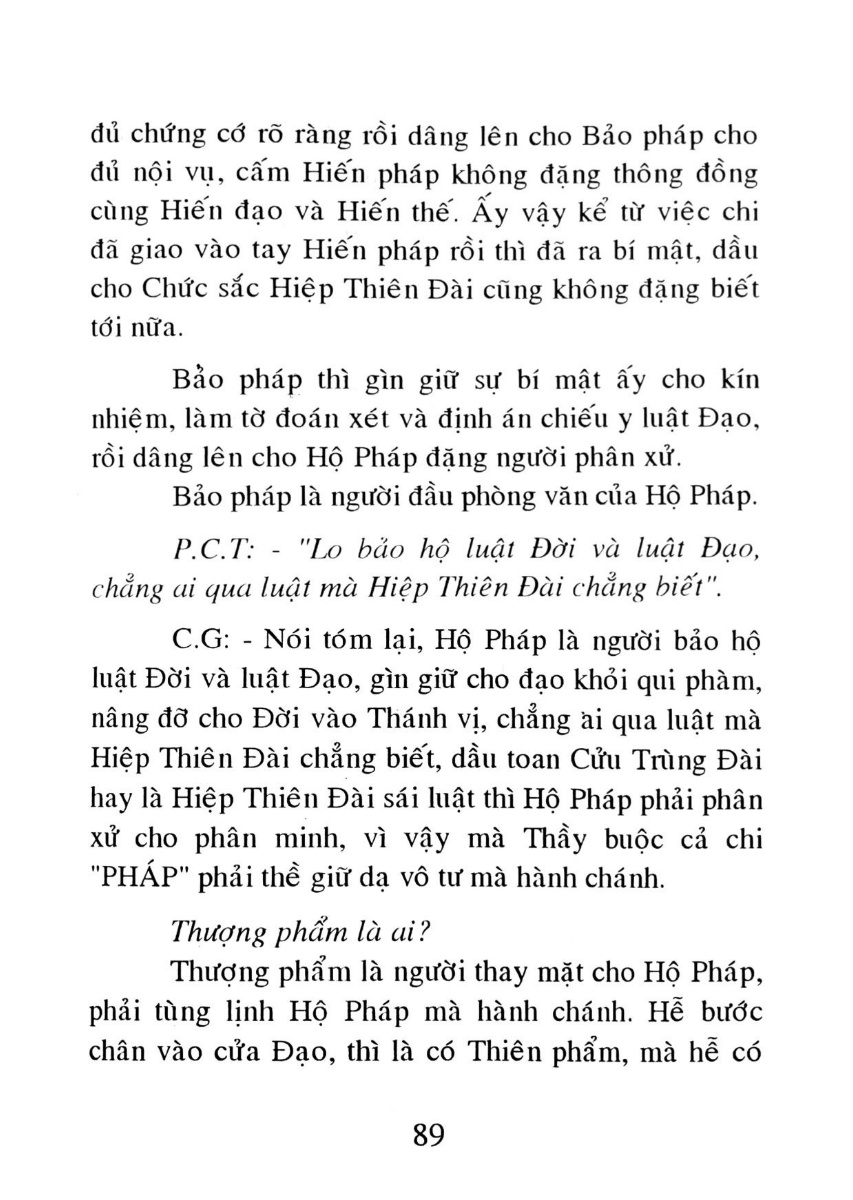 đủ chứng cớ rõ ràng rồi dâng lên cho Bảo pháp cho
đủ nội vụ, cấm Hiến pháp không đặng thông đồng
cùng Hiến đạo và Hiến thế. Ấy vậy kể từ việc chi
đã giao vào tay Hiến pháp rồi thì đã ra bí mật, dầu
cho Chức sắc Hiệp Thiên Đài cũng không đặng biết
tới nữa.
Bảo pháp thì gìn giữ sự bí mật ấy cho kín
nhiệm, làm tờ đoán xét và định án chiếu y luật Đạo,
rồi dâng lên cho Hộ Pháp đặng người phân xử.
Bảo pháp là người đầu phòng văn của Hộ Pháp.
P.C.T: - "Lo bảo hộ luật Đời và luật Đạo,
chẳng ai qua luật mà Hiệp Thiên Đài chẳng biết".
C.G: - Nói tóm lại, Hộ Pháp là người bảo hộ
luật Đời và luật Đạo, gìn giữ cho đạo khỏi qui phàm,
nâng đỡ cho Đời vào Thánh vị, chẳng ai qua luật mà
Hiệp Thiên Đài chẳng biết, dầu toan Cửu Trùng Đài
hay là Hiệp Thiên Đài sái luật thì Hộ Pháp phải phân
xử cho phân minh, vì vậy mà Thầy buộc cả chi
"PHÁP" phải thề giữ dạ vô tư mà hành chánh.
Thượng phẩm là ai?
Thượng phẩm là người thay mặt cho Hộ Pháp,
phải tùng lịnh Hộ Pháp mà hành chánh. Hễ bước
chân vào cửa Đạo, thì là có Thiên phẩm, mà hễ có
89